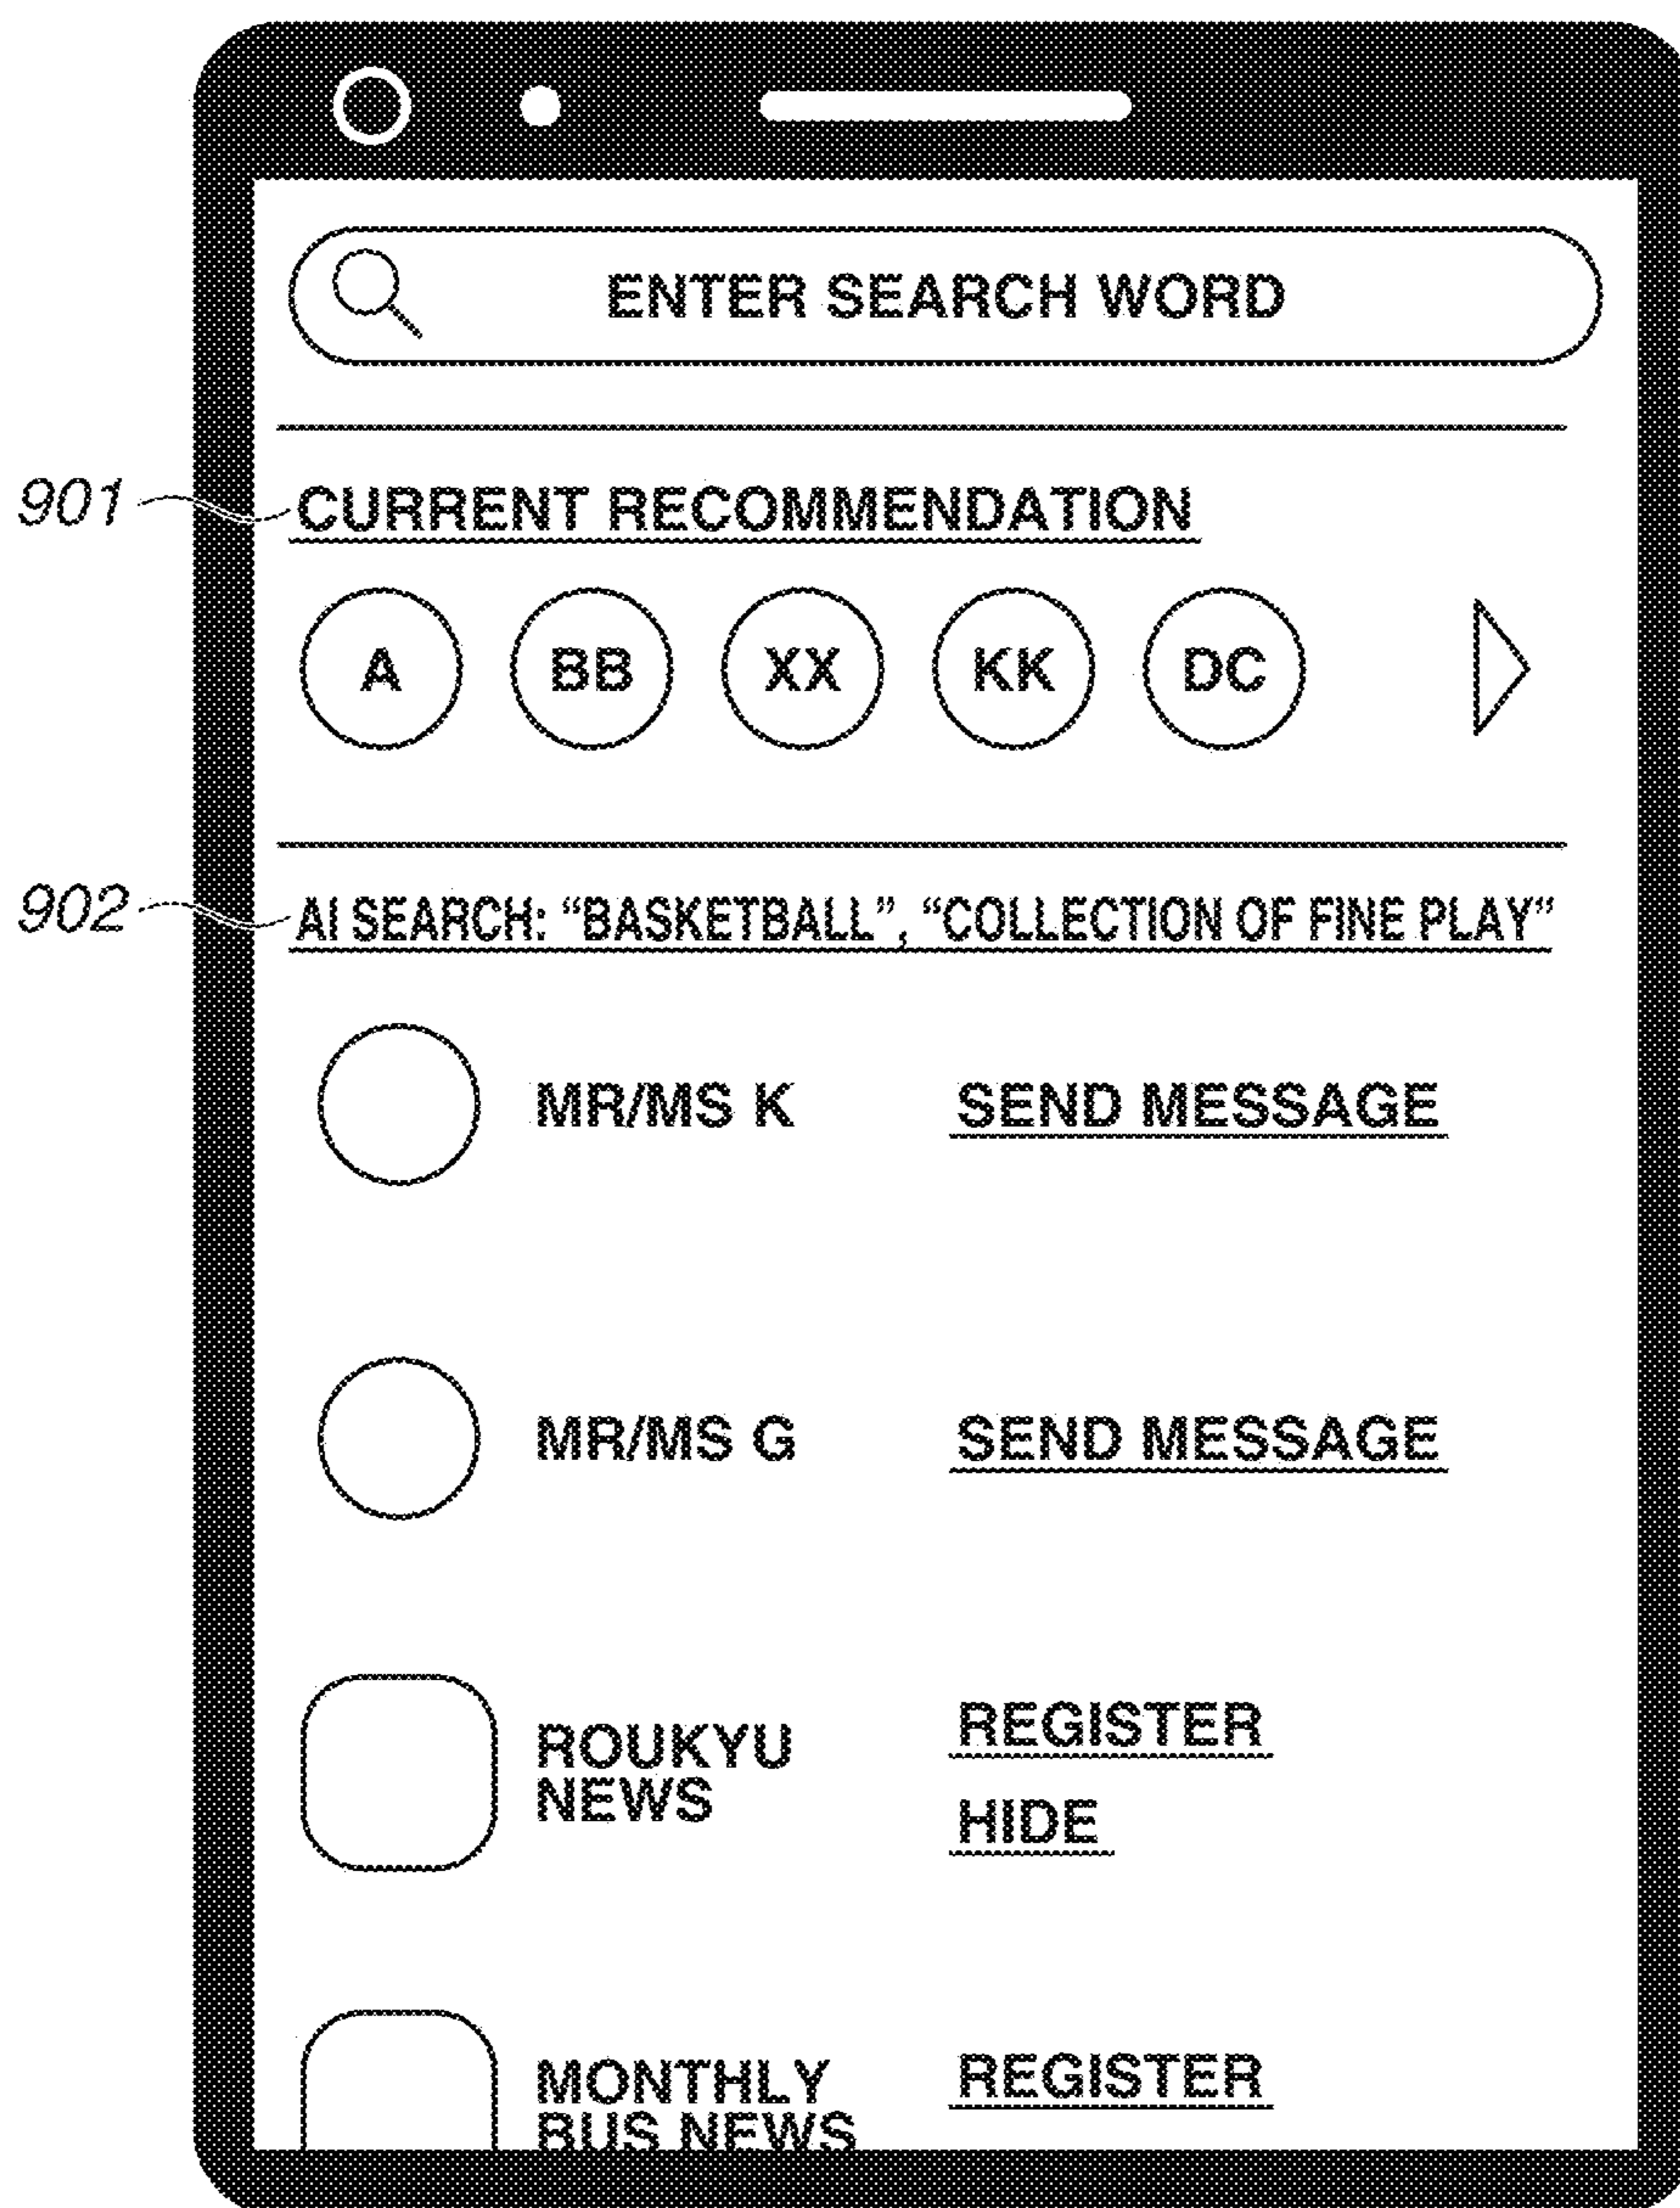 ENTER SEARCH WORD
901
CURRENT RECOMMENDATION
A BB XX KK DC
902
AI SEARCH: “BASKETBALL”, “COLLECTION OF FINE PLAY“
MR/MS K SEND MESSAGE
MR/MS G SEND MESSAGE
ROUKYU
NEWS
REGISTER
HIDE
MONTHLY
BUS NEWS
REGISTER